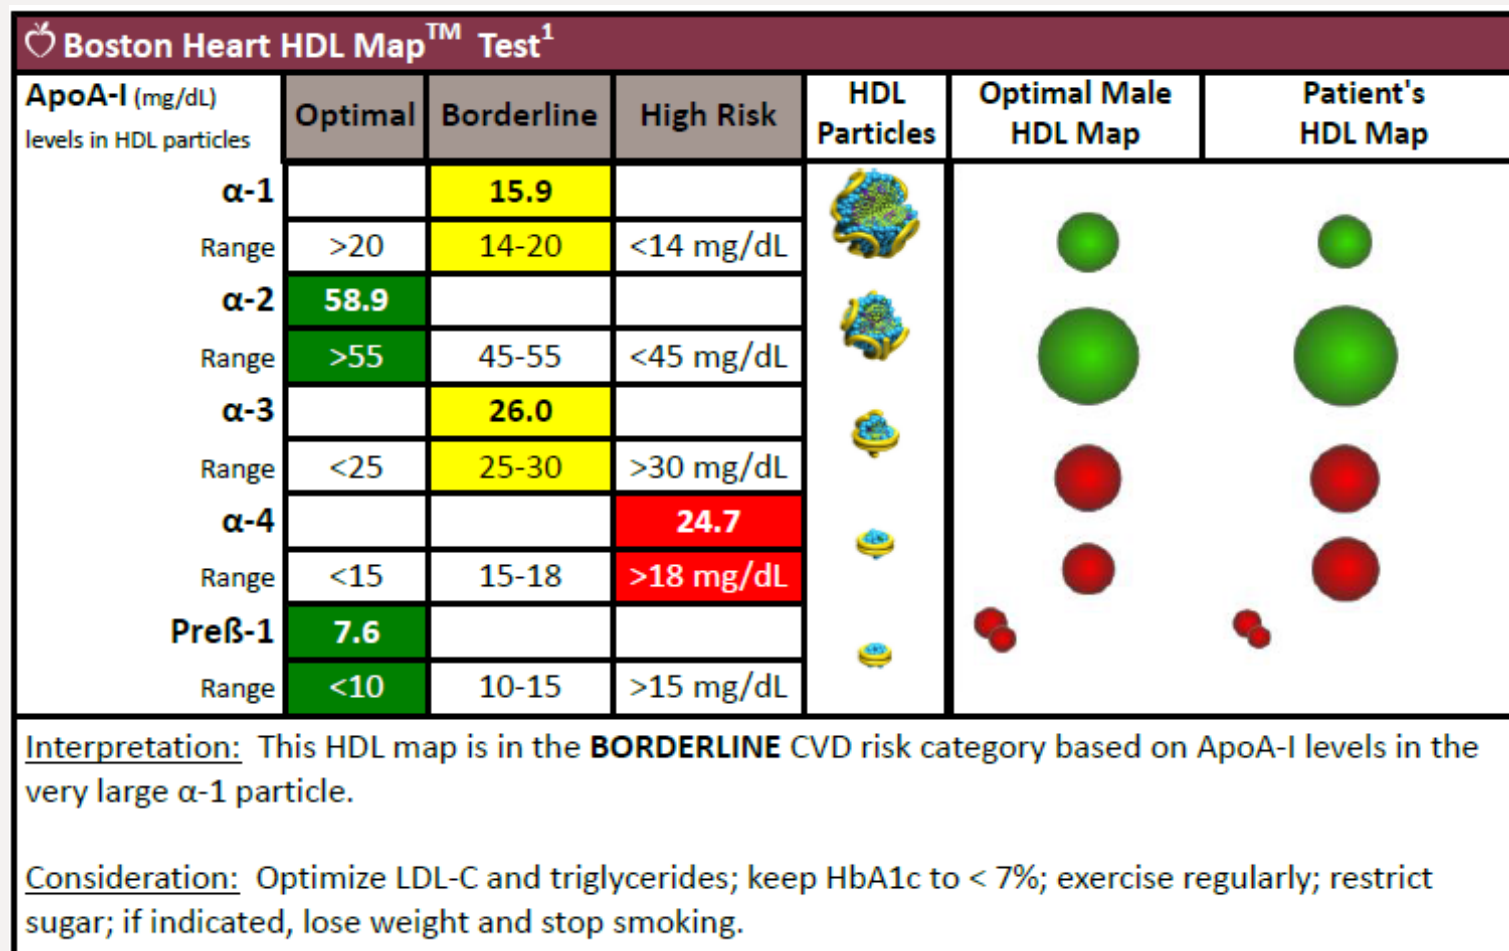 Boston Heart HDL Map™ Test¹
ApoA-I (mg/dL)
levels in HDL particles
Optimal
Borderline
High Risk
HDL
Particles
Optimal Male
HDL Map
Patient's
HDL Map
α-1
15.9
Range
>20
14-20
<14 mg/dL
α-2
58.9
Range
>55
45-55
<45 mg/dL
α-3
26.0
Range
<25
25-30
>30 mg/dL
α-4
24.7
Range
<15
15-18
>18 mg/dL
Preß-1
7.6
Range
<10
10-15
>15 mg/dL
Interpretation: This HDL map is in the BORDERLINE CVD risk category based on ApoA-I levels in the
very large α-1 particle.
Consideration: Optimize LDL-C and triglycerides; keep HbA1c to < 7%; exercise regularly; restrict
sugar; if indicated, lose weight and stop smoking.